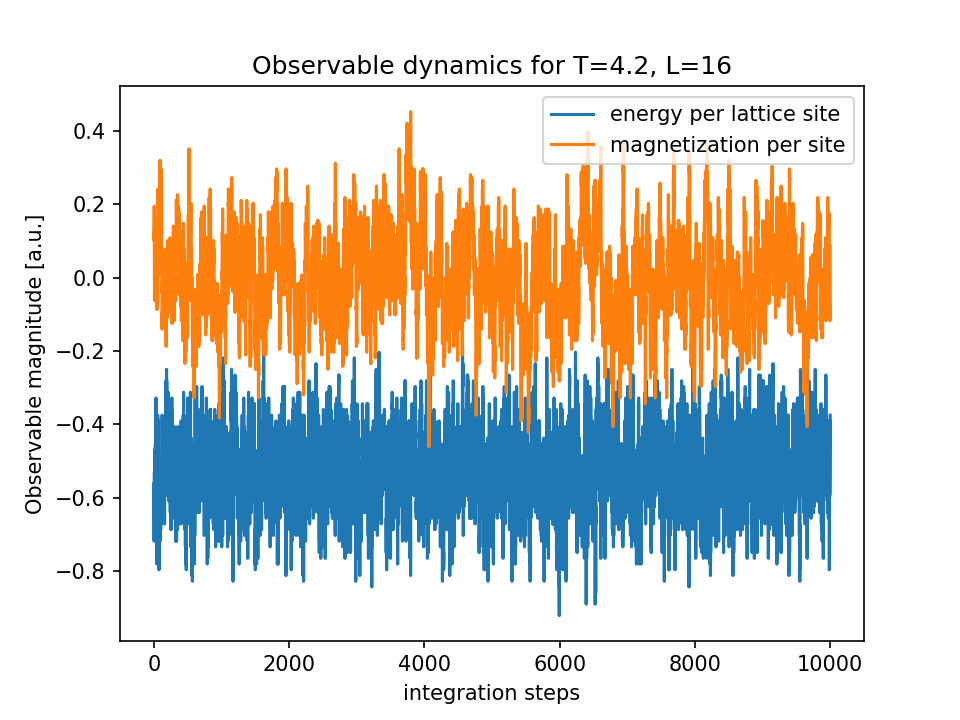 Observable dynamics for T=4.2, L=16
energy per lattice site
magnetization per site
Observable magnitude [a.u.]
0.4
0.2
0.0
−0.2
−0.4
−0.6
−0.8
0 2000 4000 6000 8000 10000
integration steps